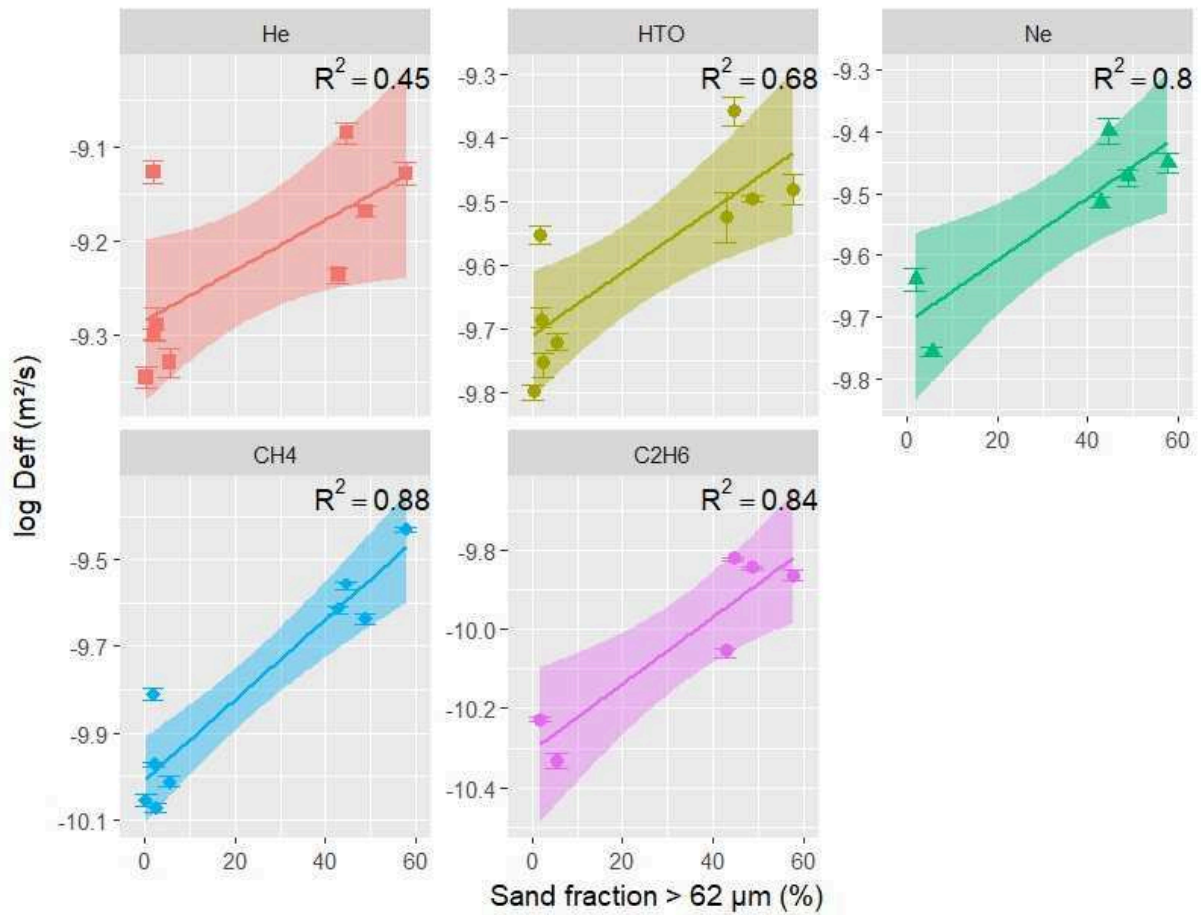 He
HTO
Ne
R² = 0.45
R² = 0.68
R² = 0.8
-9.1
-9.2
-9.3
-9.3
-9.4
-9.5
-9.6
-9.7
-9.8
-9.3
-9.4
-9.5
-9.6
-9.7
-9.8
0 20 40 60
log Deff (m²/s)
CH4
C2H6
R² = 0.88
R² = 0.84
-9.5
-9.7
-9.9
-10.1
-9.8
-10.0
-10.2
-10.4
0 20 40 60
0 20 40 60
Sand fraction > 62 µm (%)